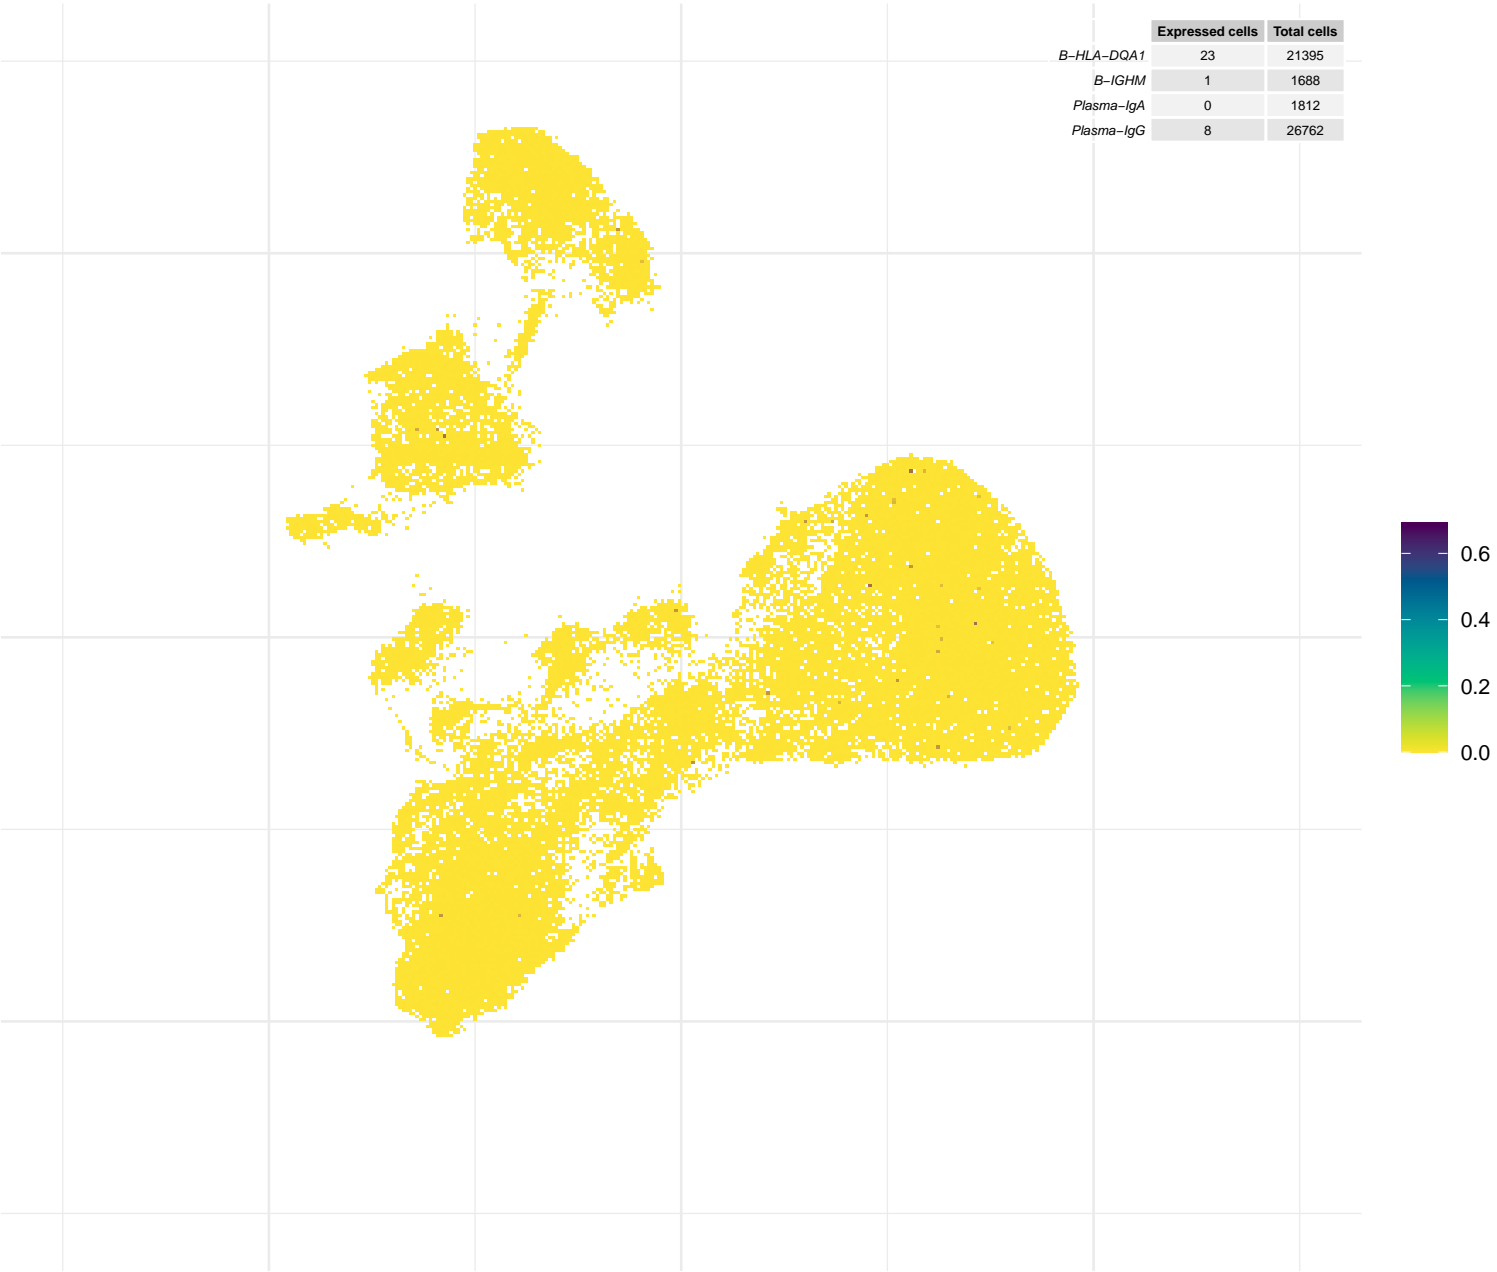 Expressed cells Total cells
B−HLA−DQA1 23 21395
B−IGHM 1 1688
Plasma−IgA 0 1812
Plasma−IgG 8 26762
0.6
0.4
0.2
0.0